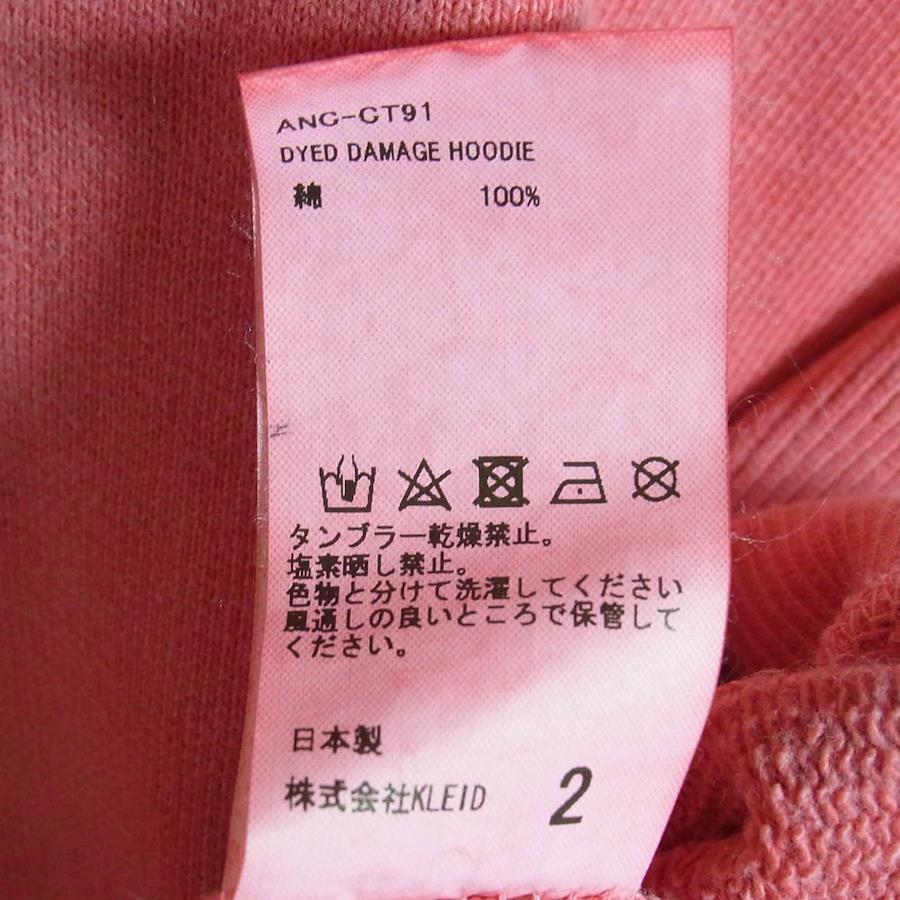 ANC-CT91
DYED DAMAGE HOODIE
綿 100%
タンブラー乾燥禁止。
塩素晒し禁止。
色物と分けて洗濯してください
風通しの良いところで保管して
ください。
日本製
株式会社KLEID 2